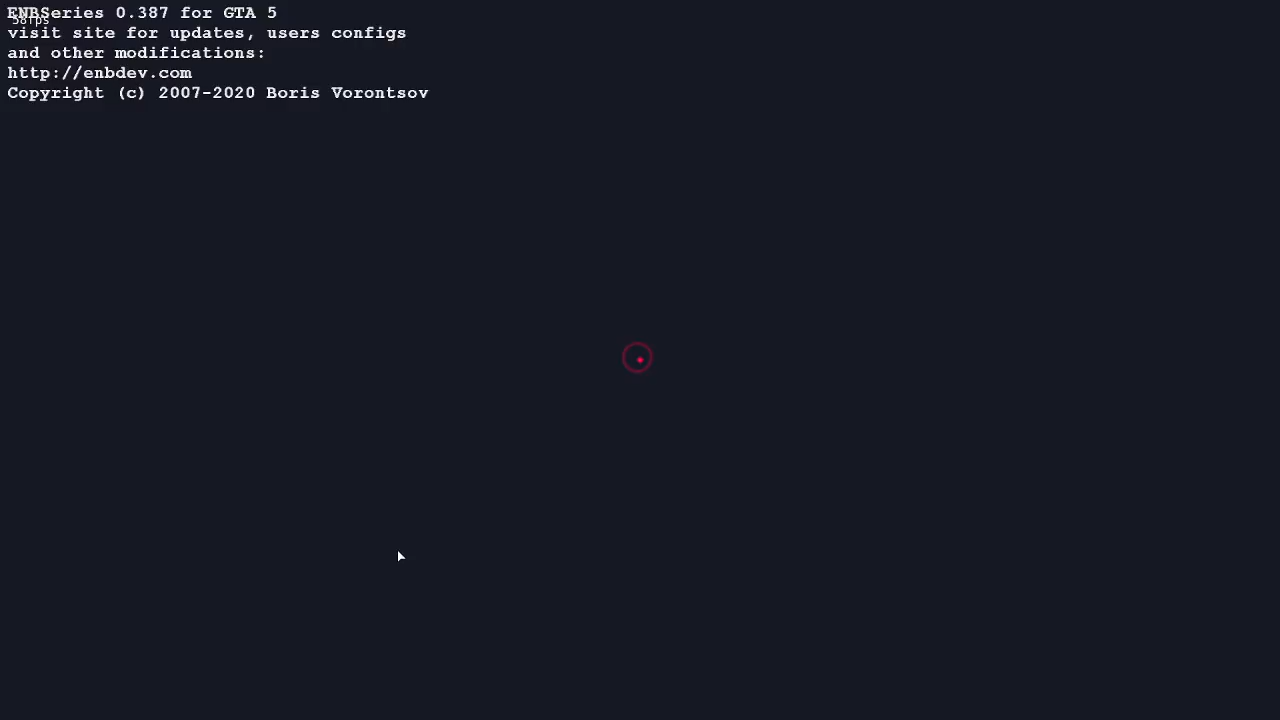 ENBSeries 0.387 for GTA 5
58fps
visit site for updates, users configs
and other modifications:
http://enbdev.com
Copyright (c) 2007-2020 Boris Vorontsov